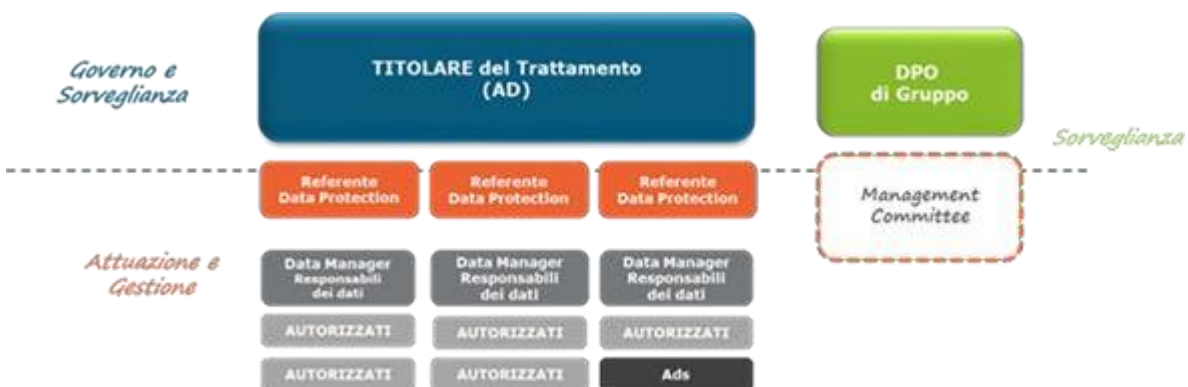 Governo e
Sorveglianza
TITOLARE del Trattamento
(AD)
DPO
di Gruppo
Sorveglianza
Referente
Data Protection
Referente
Data Protection
Referente
Data Protection
Management
Committee
Attuazione e
Gestione
Data Manager
Responsabili
dei dati
Data Manager
Responsabili
dei dati
Data Manager
Responsabili
dei dati
AUTORIZZATI
AUTORIZZATI
AUTORIZZATI
AUTORIZZATI
AUTORIZZATI
Ads